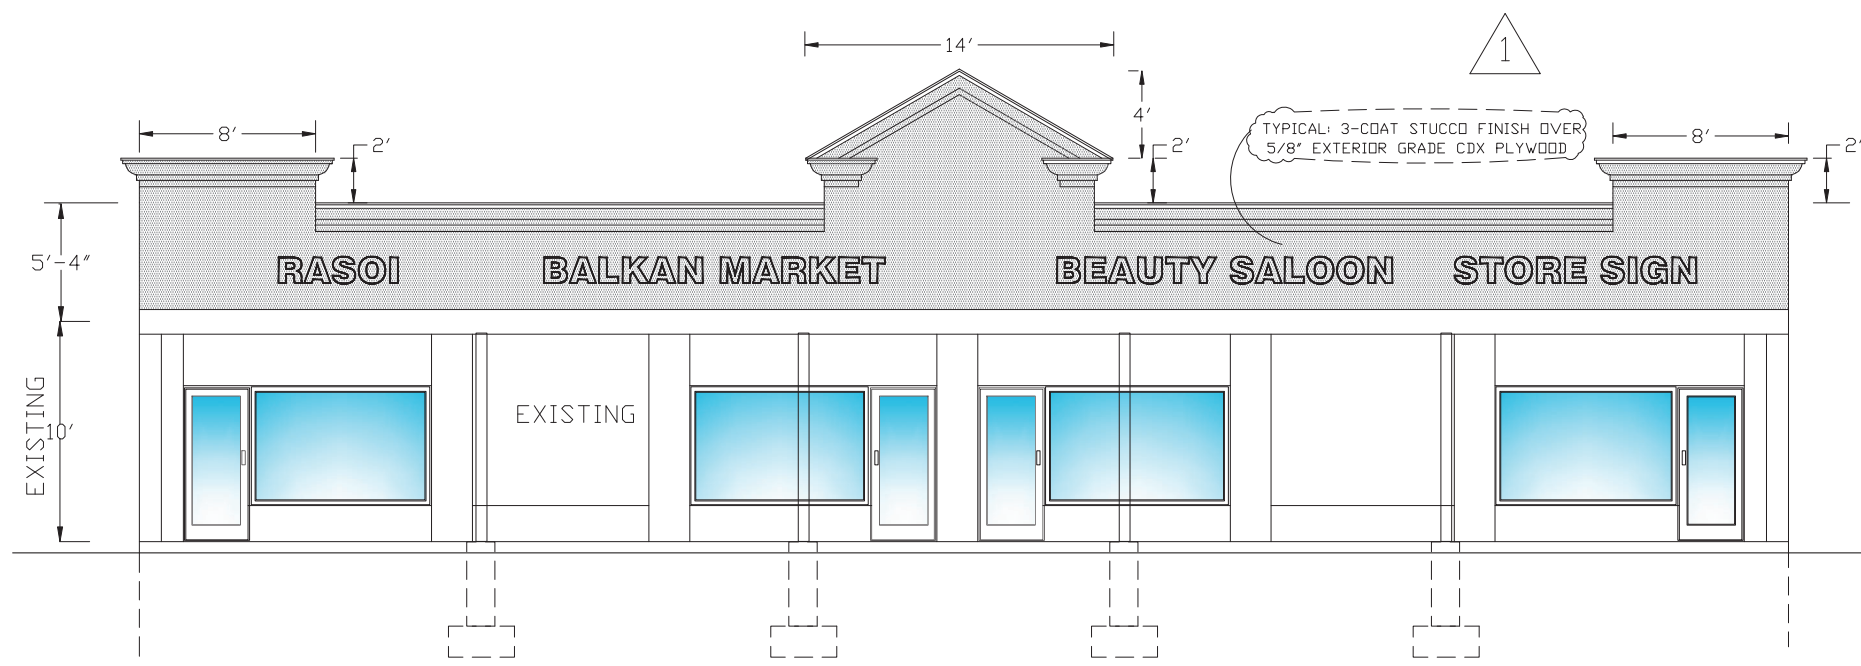 14'
1
4'
8'
2'
2'
TYPICAL: 3-COAT STUCCO FINISH OVER
5/8" EXTERIOR GRADE CDX PLYWOOD
8'
2'
5'-4"
RASOI
BALKAN MARKET
BEAUTY SALOON
STORE SIGN
EXISTING
10'
EXISTING